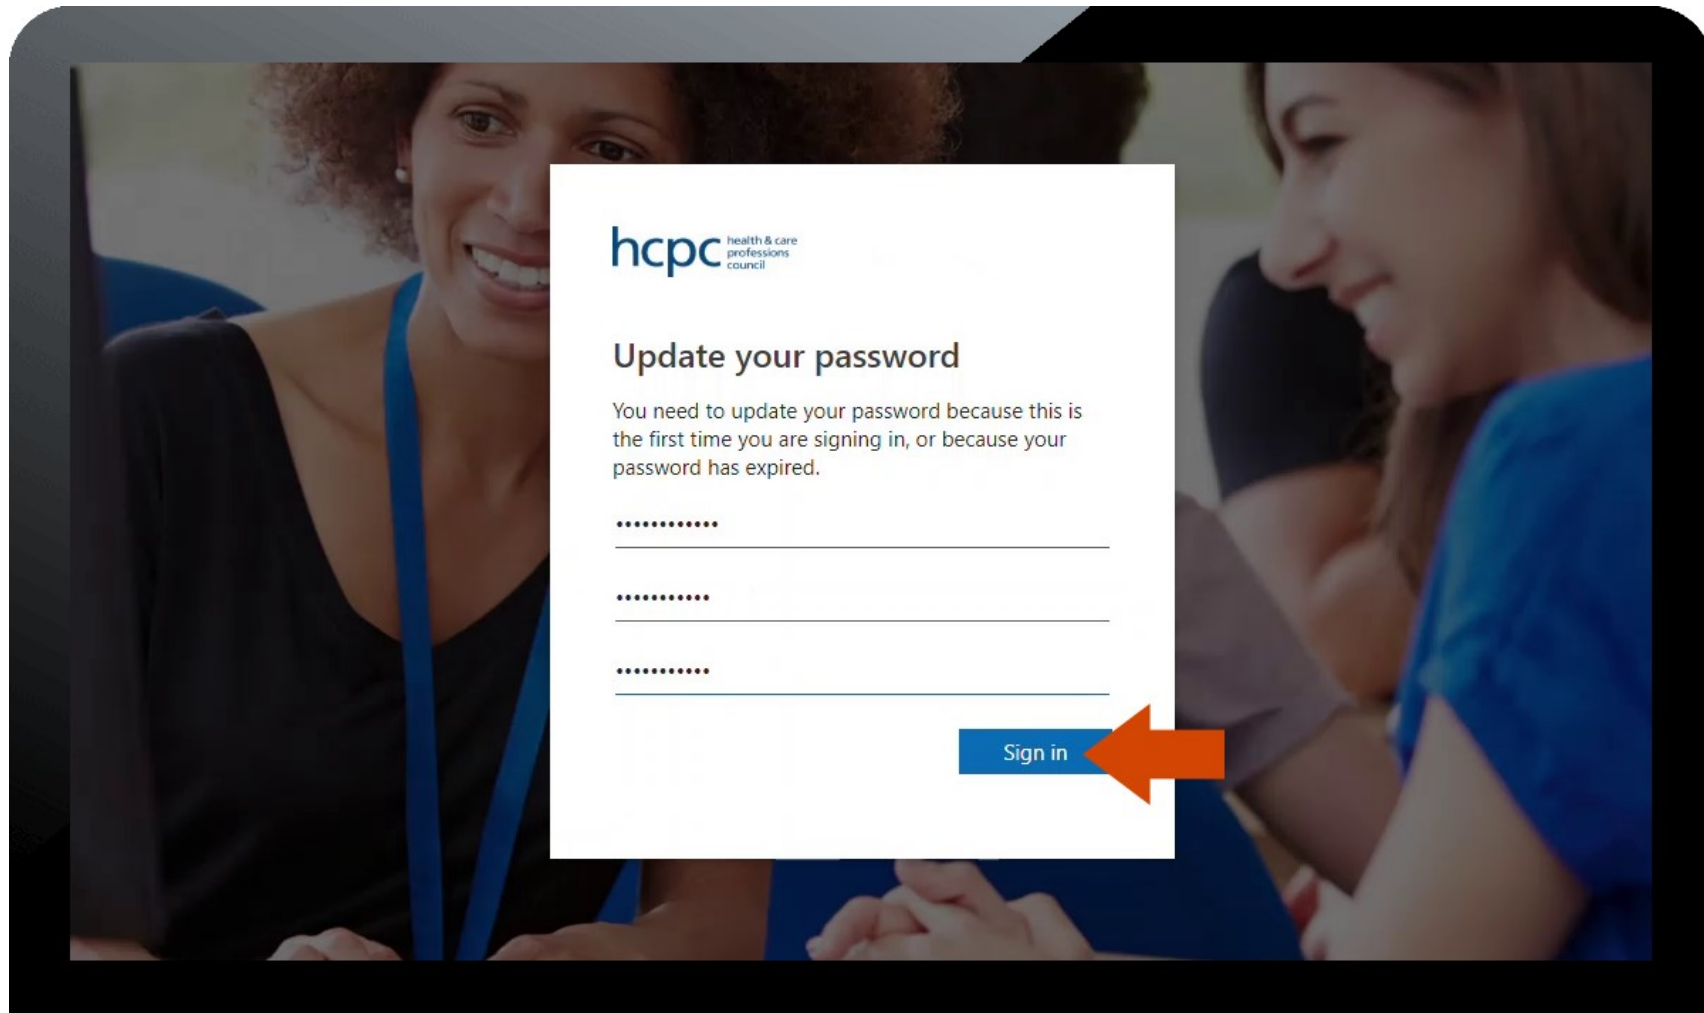 hcpc health & care
professions
council
Update your password
You need to update your password because this is
the first time you are signing in, or because your
password has expired.
••••••••••••
•••••••••••
•••••••••••
Sign in